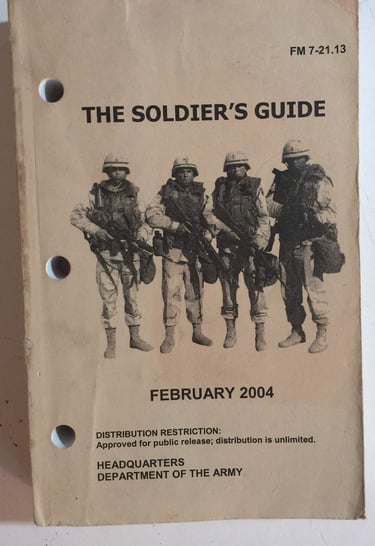 FM 7-21.13
THE SOLDIER'S GUIDE
FEBRUARY 2004
DISTRIBUTION RESTRICTION:
Approved for public release; distribution is unlimited.
HEADQUARTERS
DEPARTMENT OF THE ARMY